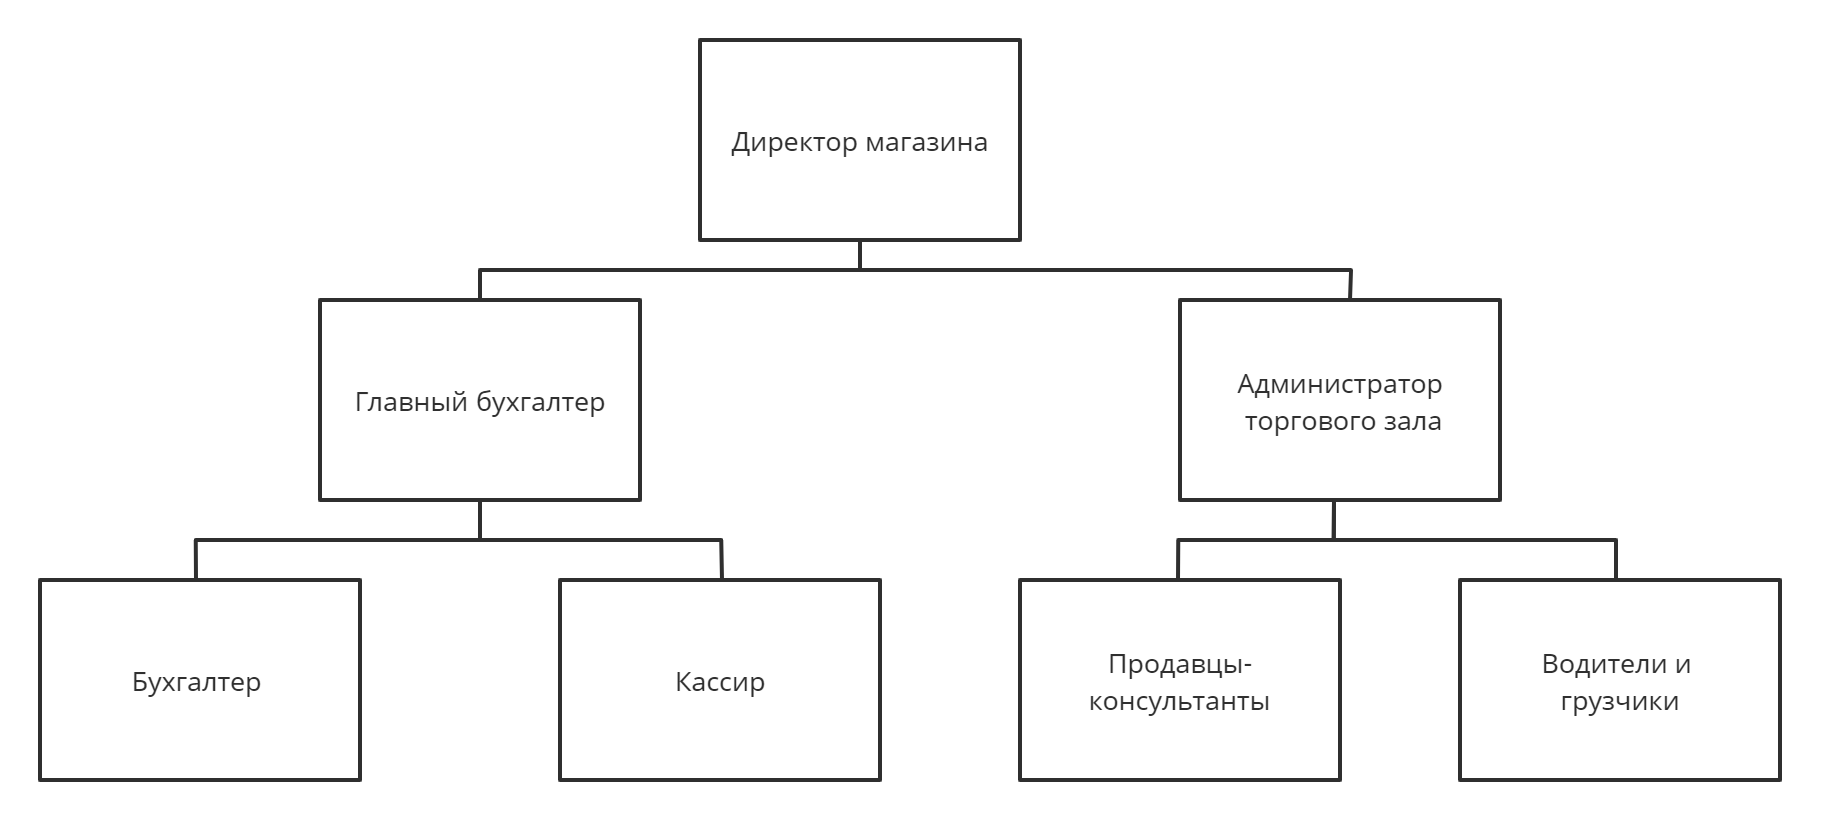 Директор магазина
Главный бухгалтер
Администратор
торгового зала
Бухгалтер
Кассир
Продавцы-
консультанты
Водители и
грузчики